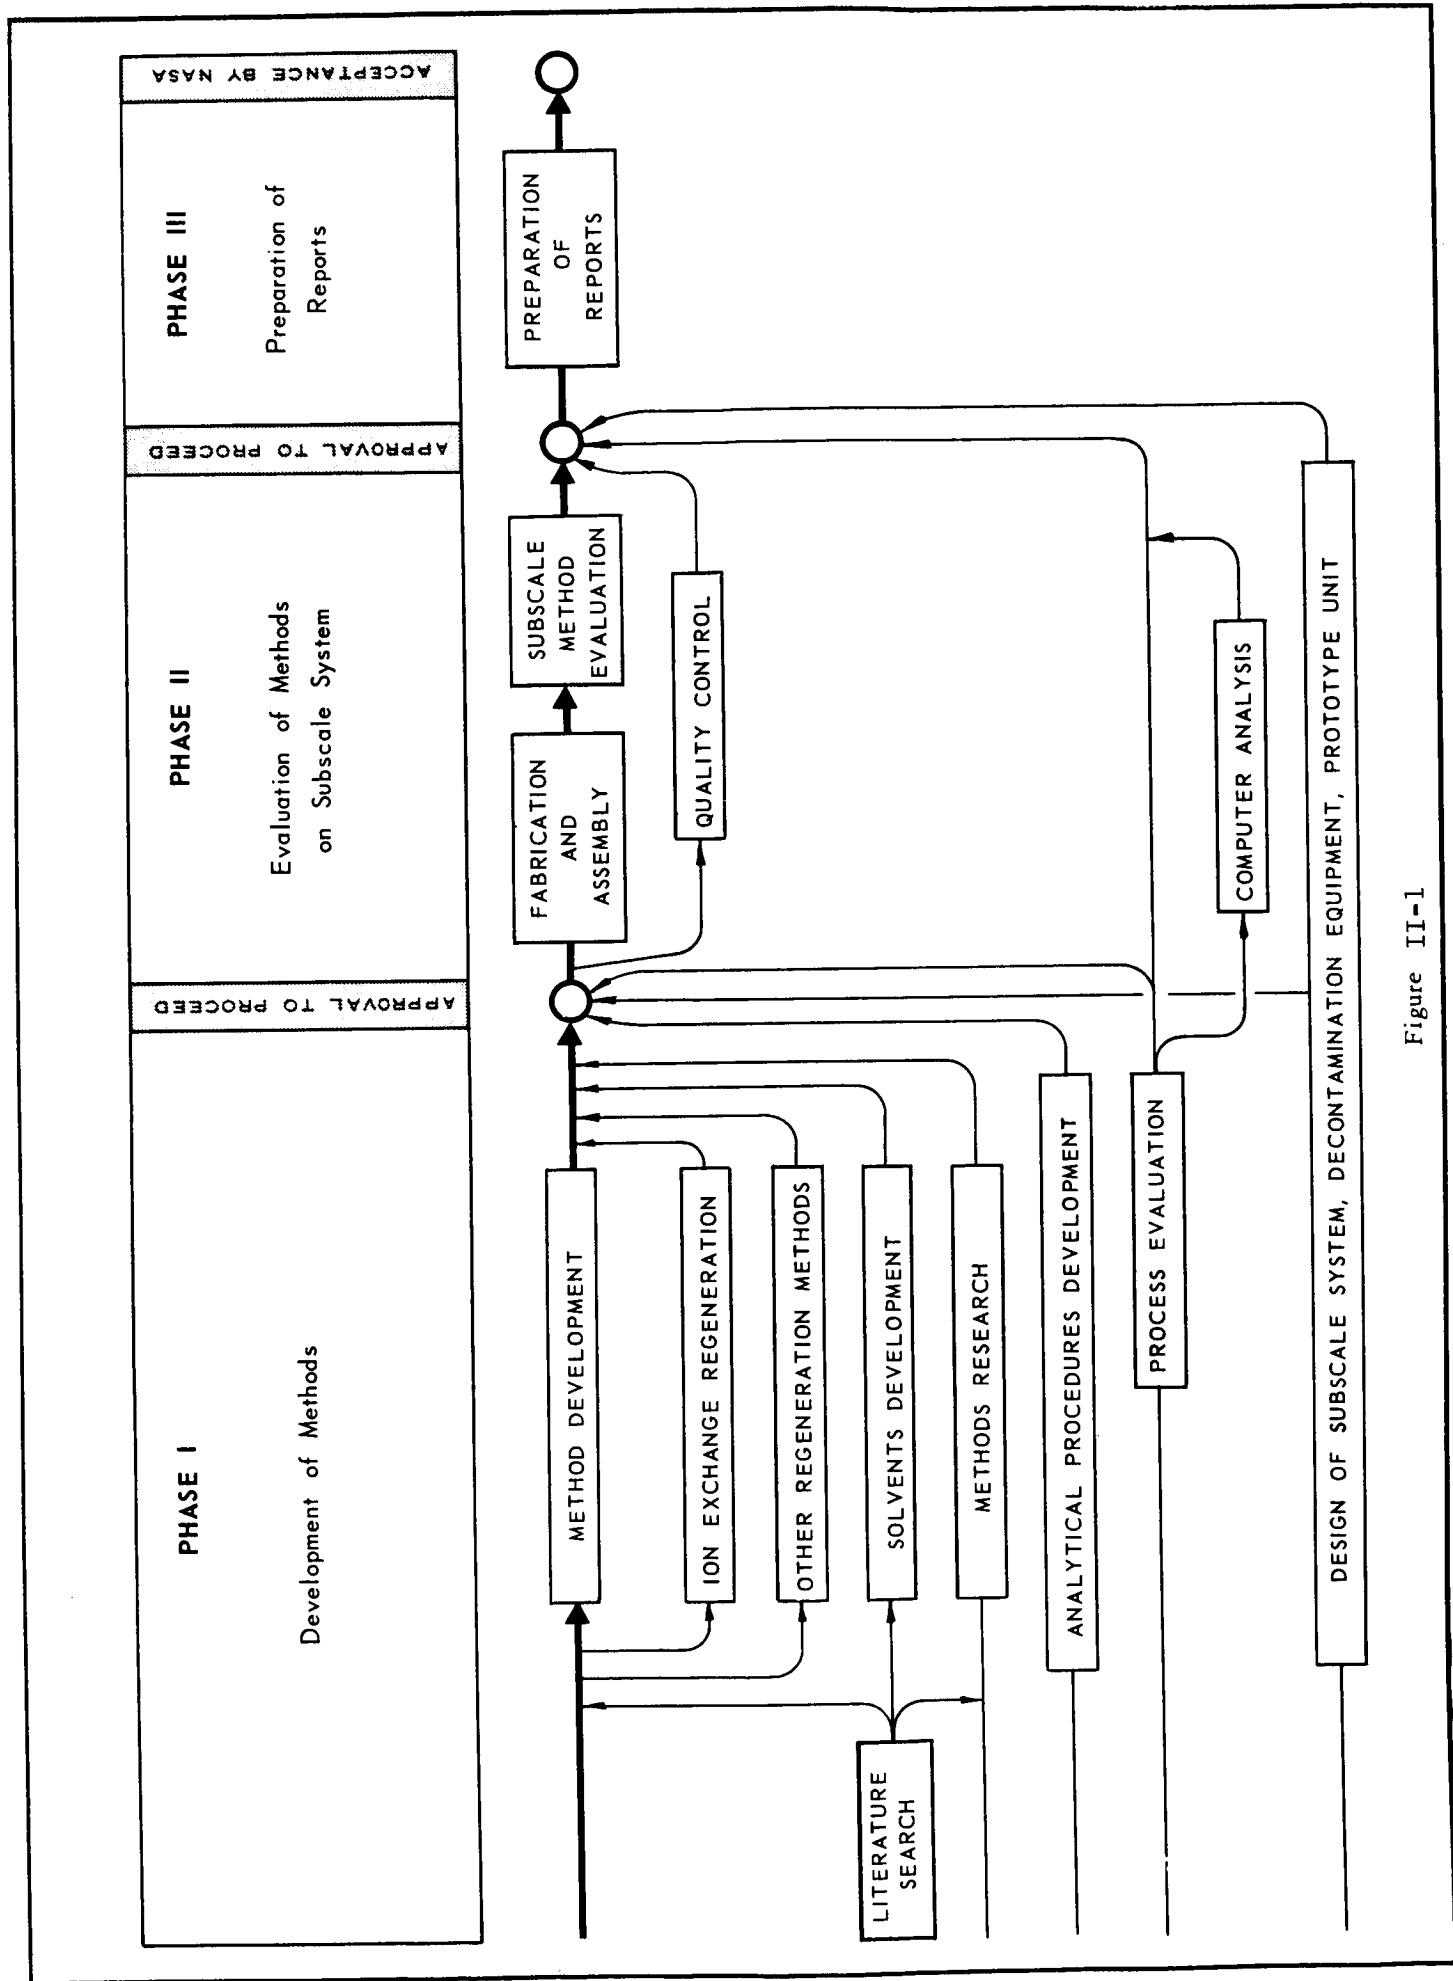 PHASE I
Development of Methods
APPROVAL TO PROCEED
PHASE II
Evaluation of Methods
on Subscale System
APPROVAL TO PROCEED
PHASE III
Preparation of
Reports
ACCEPTANCE BY NASA
METHOD DEVELOPMENT
FABRICATION
AND
ASSEMBLY
SUBSCALE
METHOD
EVALUATION
PREPARATION
OF
REPORTS
ION EXCHANGE REGENERATION
QUALITY CONTROL
OTHER REGENERATION METHODS
LITERATURE
SEARCH
SOLVENTS DEVELOPMENT
METHODS RESEARCH
ANALYTICAL PROCEDURES DEVELOPMENT
PROCESS EVALUATION
COMPUTER ANALYSIS
DESIGN OF SUBSCALE SYSTEM, DECONTAMINATION EQUIPMENT, PROTOTYPE UNIT
Figure II-1